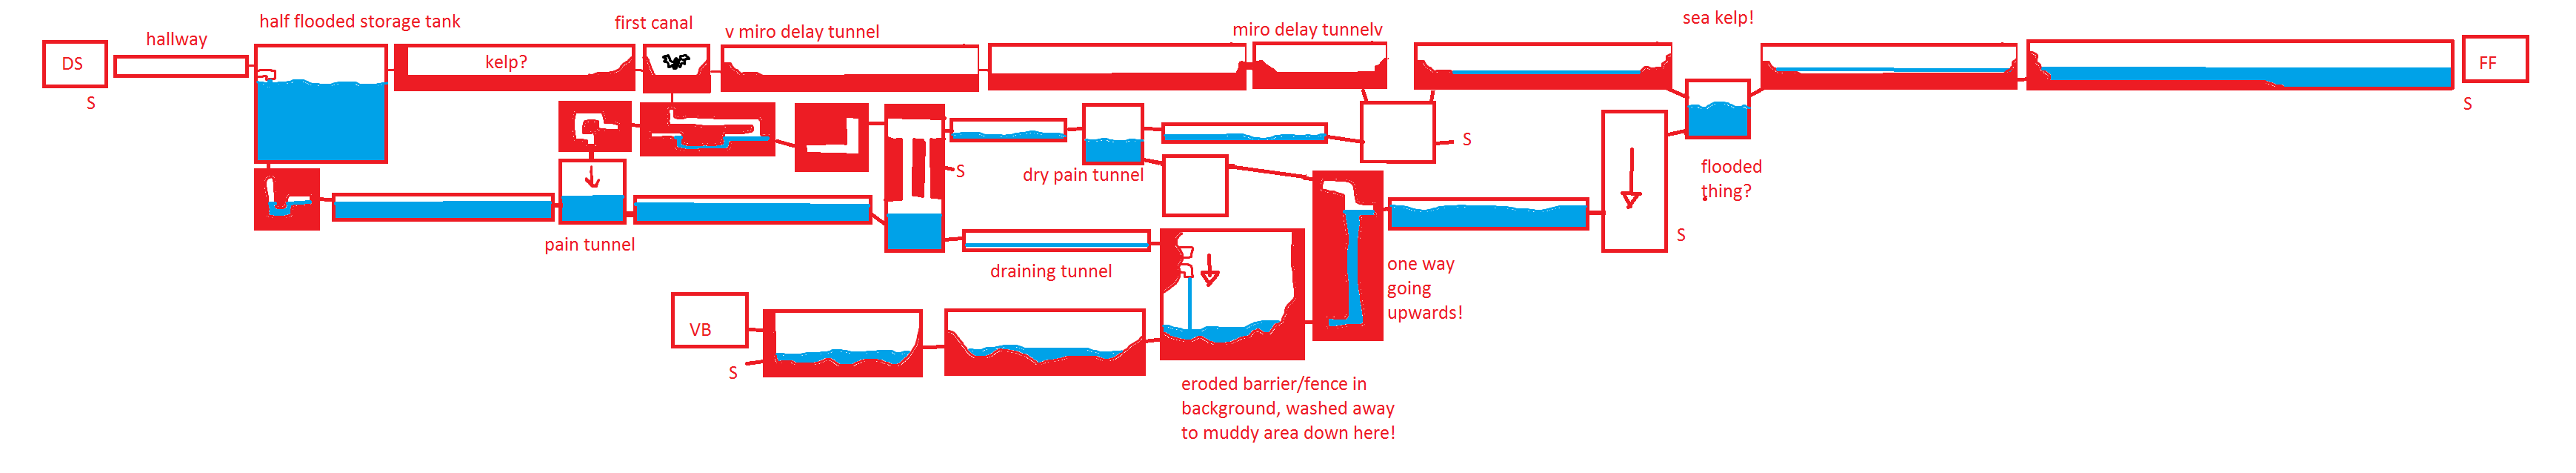 half flooded storage tank
first canal
v miro delay tunnel
miro delay tunnelv
sea kelp!
hallway
DS
kelp?
FF
S
S
S
S
dry pain tunnel
flooded
thing?
pain tunnel
S
draining tunnel
one way
going
upwards!
VB
S
eroded barrier/fence in
background, washed away
to muddy area down here!